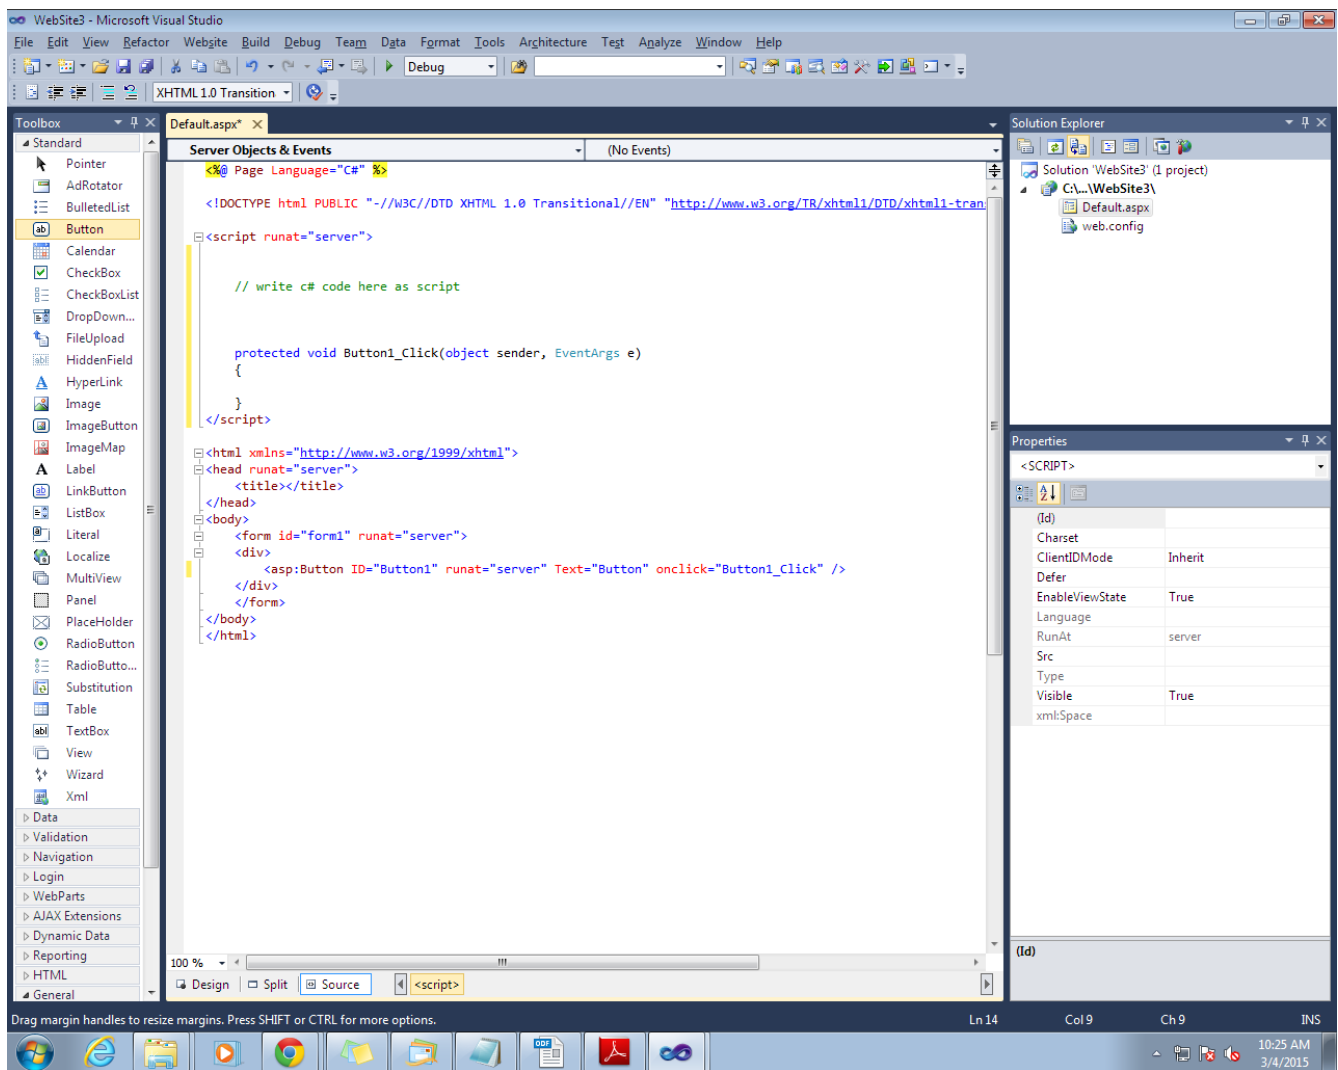 WebSite3 - Microsoft Visual Studio
File Edit View Refactor Website Build Debug Team Data Format Tools Architecture Test Analyze Window Help
Debug
XHTML 1.0 Transition
Toolbox
Standard
Pointer
AdRotator
BulletedList
Button
Calendar
CheckBox
CheckBoxList
DropDown...
FileUpload
HiddenField
HyperLink
Image
ImageButton
ImageMap
Label
LinkButton
ListBox
Literal
Localize
MultiView
Panel
PlaceHolder
RadioButton
RadioButto...
Substitution
Table
TextBox
View
Wizard
Xml
Data
Validation
Navigation
Login
WebParts
AJAX Extensions
Dynamic Data
Reporting
HTML
General
Default.aspx*
Server Objects & Events (No Events)
<%@ Page Language="C#" %>
<!DOCTYPE html PUBLIC "-//W3C//DTD XHTML 1.0 Transitional//EN" "http://www.w3.org/TR/xhtml1/DTD/xhtml1-tran
<script runat="server">
// write c# code here as script
protected void Button1_Click(object sender, EventArgs e)
{
}
</script>
<html xmlns="http://www.w3.org/1999/xhtml">
<head runat="server">
<title></title>
</head>
<body>
<form id="form1" runat="server">
<div>
<asp:Button ID="Button1" runat="server" Text="Button" onclick="Button1_Click" />
</div>
</form>
</body>
</html>
100 %
Design Split Source <script>
Solution Explorer
Solution 'WebSite3' (1 project)
C:\...\WebSite3\
Default.aspx
web.config
Properties
<SCRIPT>
(Id)
Charset
ClientIDMode Inherit
Defer
EnableViewState True
Language
RunAt server
Src
Type
Visible True
xml:Space
(Id)
Drag margin handles to resize margins. Press SHIFT or CTRL for more options. Ln 14 Col 9 Ch 9 INS
10:25 AM
3/4/2015